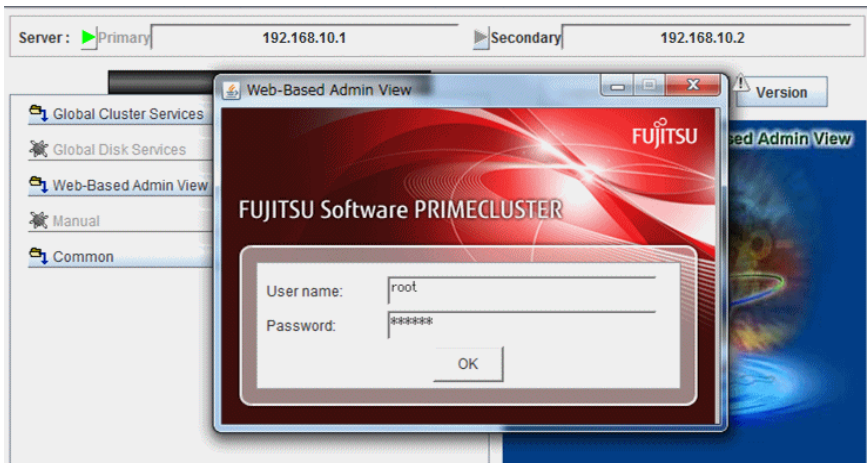 Server : Primary 192.168.10.1 Secondary 192.168.10.2
Web-Based Admin View
Version
Global Cluster Services
Global Disk Services
Web-Based Admin View
Manual
Common
sed Admin View
FUJITSU
FUJITSU Software PRIMECLUSTER
User name: root
Password: ******
OK